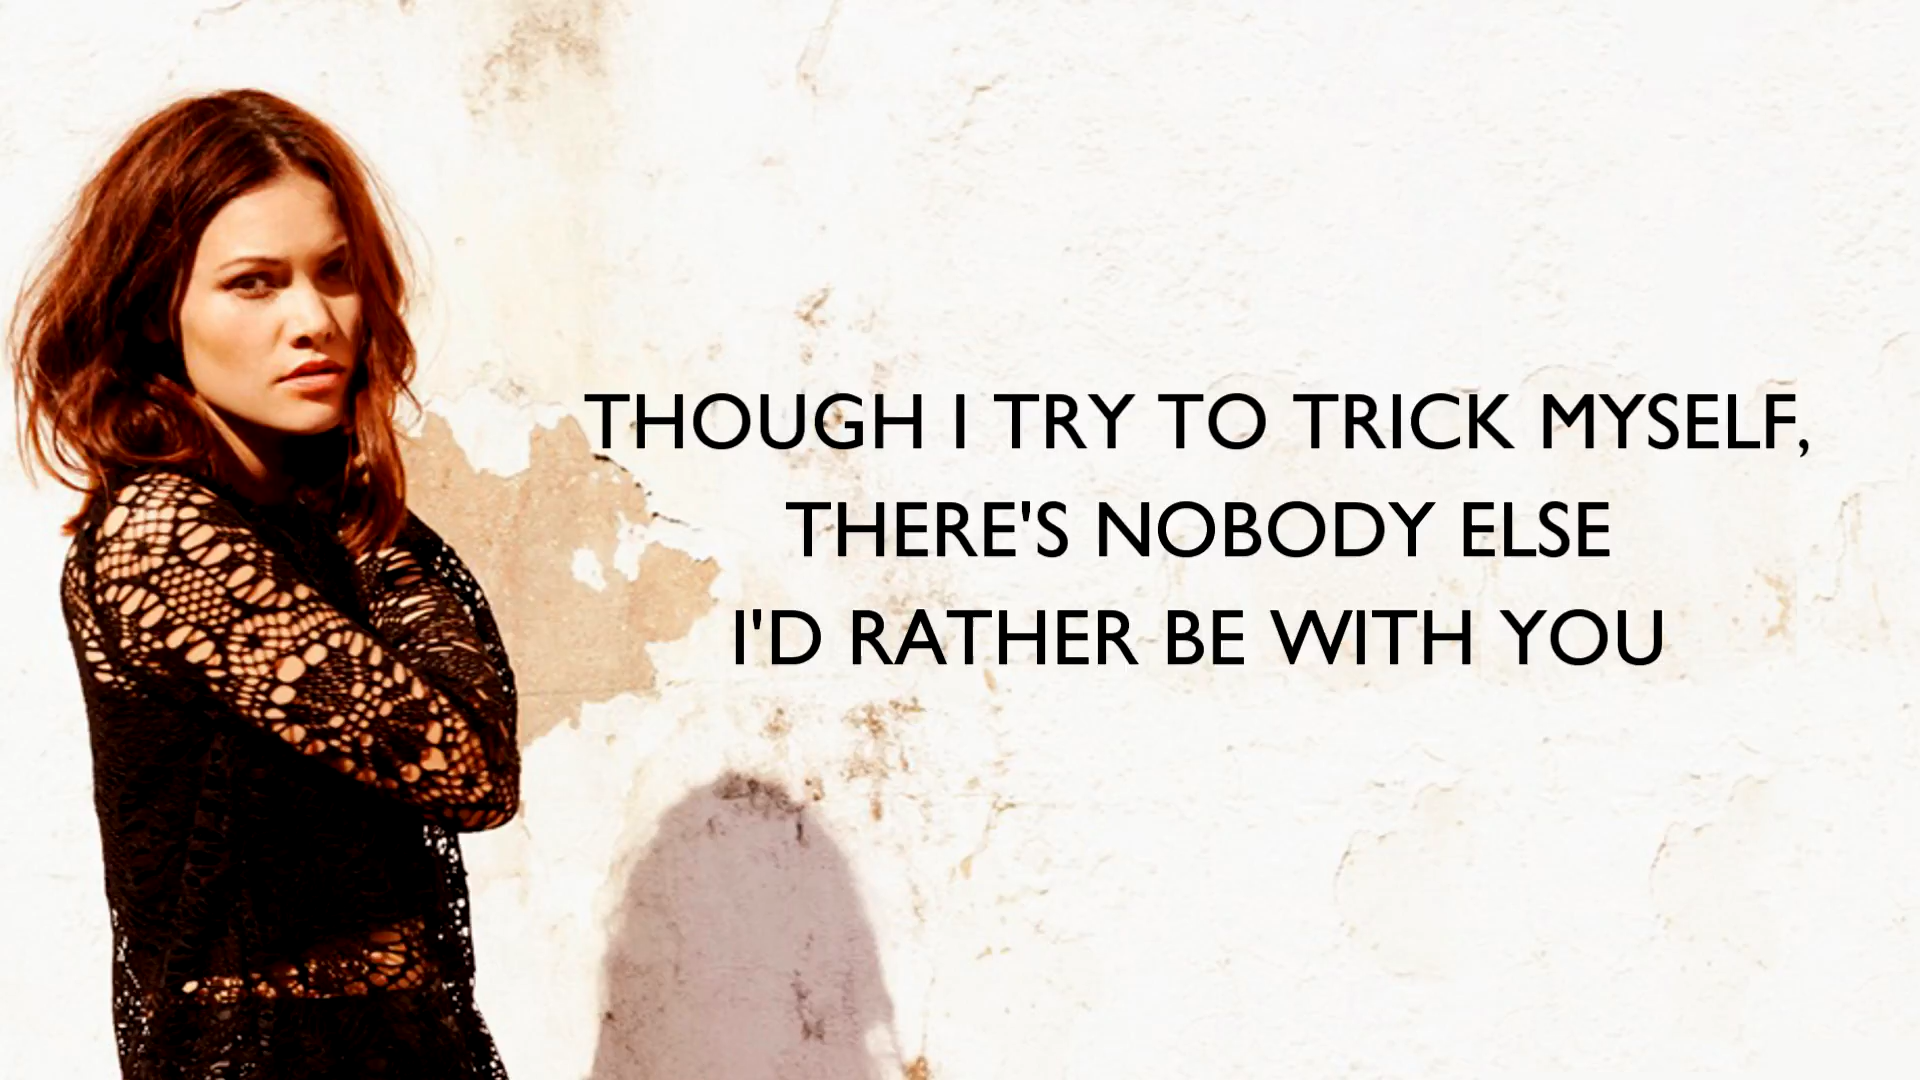 THOUGH I TRY TO TRICK MYSELF,
THERE'S NOBODY ELSE
I'D RATHER BE WITH YOU